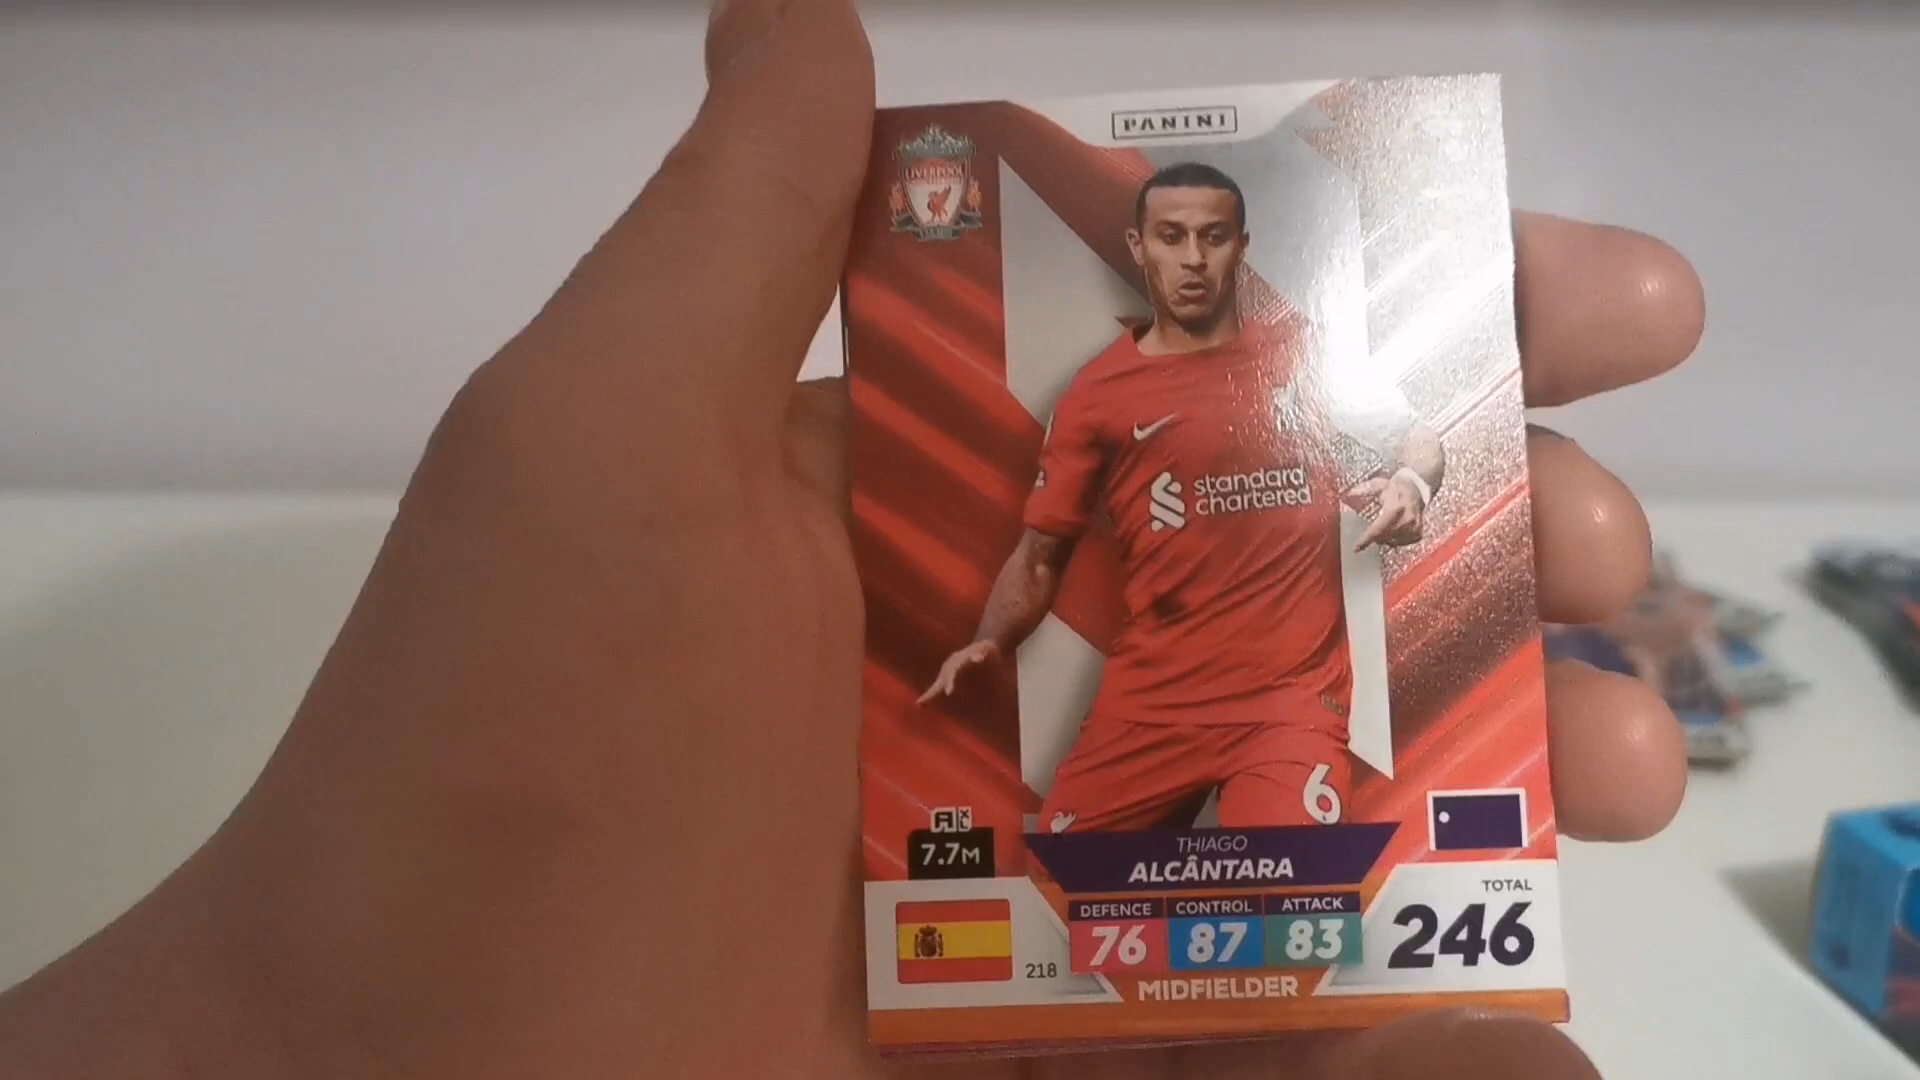 PANINI
LIVERPOOL
standard
chartered
6
7.7M
THIAGO
ALCÂNTARA
DEFENCE CONTROL ATTACK
76 87 83
TOTAL
246
218
MIDFIELDER